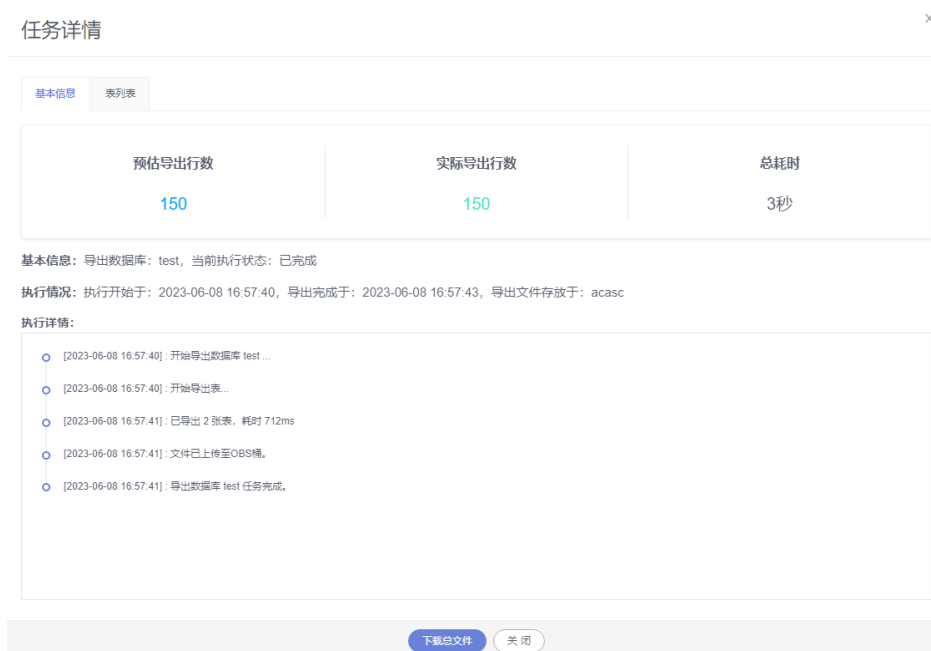 任务详情
基本信息 表列表
预估导出行数 实际导出行数 总耗时
150 150 3秒
基本信息：导出数据库：test，当前执行状态：已完成
执行情况：执行开始于：2023-06-08 16:57:40，导出完成于：2023-06-08 16:57:43，导出文件存放于：acasc
执行详情：
[2023-06-08 16:57:40] : 开始导出数据库 test ...
[2023-06-08 16:57:40] : 开始导出表...
[2023-06-08 16:57:41] : 已导出 2 张表，耗时 712ms
[2023-06-08 16:57:41] : 文件已上传至OBS桶。
[2023-06-08 16:57:41] : 导出数据库 test 任务完成。
下载总文件 关闭